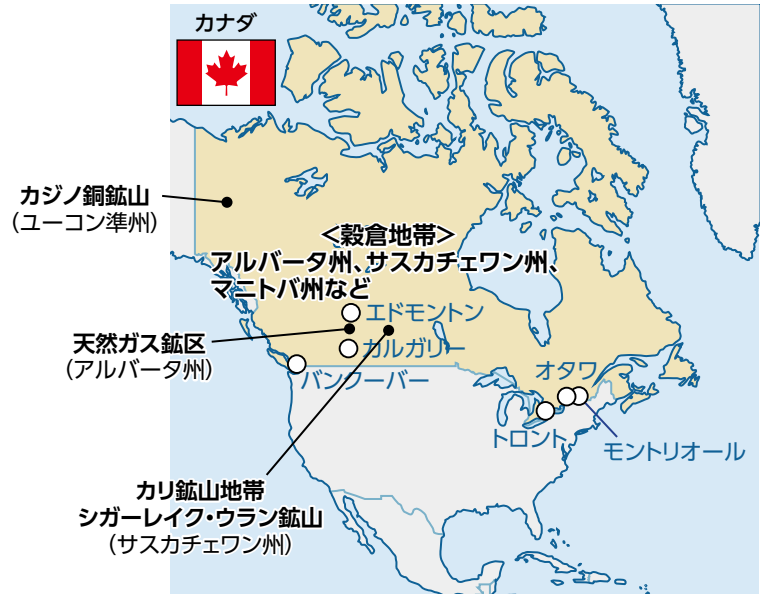 カナダ
カジノ銅鉱山
（ユーコン準州）
＜穀倉地帯＞
アルバータ州、サスカチェワン州、
マニトバ州など
エドモントン
天然ガス鉱区
（アルバータ州）
カルガリー
バンクーバー
オタワ
トロント
モントリオール
カリ鉱山地帯
シガーレイク・ウラン鉱山
（サスカチェワン州）